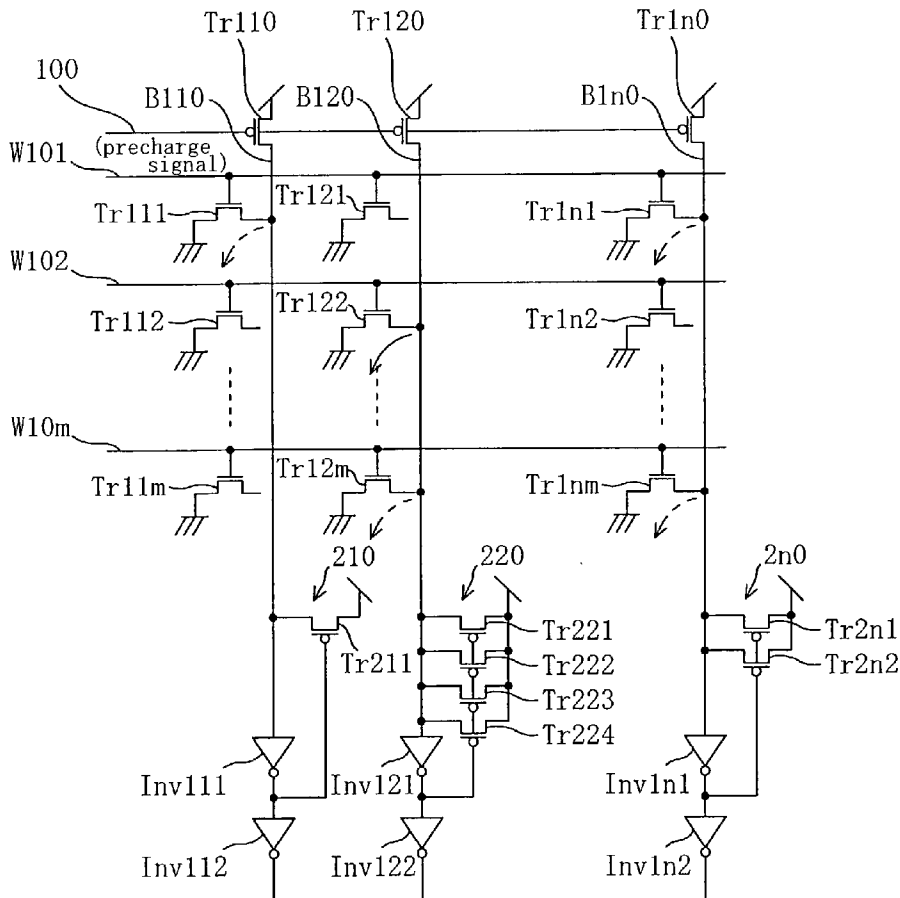 Tr110
Tr120
Tr1n0
100
B110
B120
B1n0
(precharge
signal)
W101
Tr111
Tr121
Tr1n1
W102
Tr112
Tr122
Tr1n2
W10m
Tr11m
Tr12m
Tr1nm
210
220
2n0
Tr211
Tr221
Tr222
Tr223
Tr224
Tr2n1
Tr2n2
Inv111
Inv121
Inv1n1
Inv112
Inv122
Inv1n2